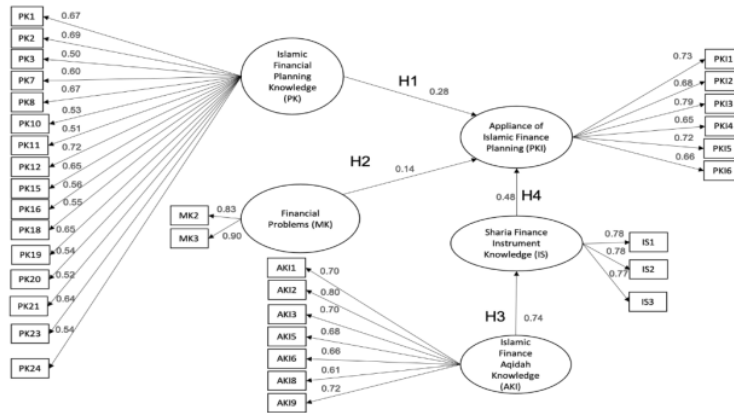 PK1
0.67
PK2
0.69
PK3
0.50
PK7
0.60
PK8
0.67
PK10
0.53
PK11
0.51
PK12
0.72
PK15
0.65
PK16
0.56
PK18
0.55
PK19
0.65
PK20
0.54
PK21
0.52
PK23
0.64
PK24
0.54
Islamic
Financial
Planning
Knowledge
(PK)
H1
0.28
H2
0.14
Appliance of
Islamic Finance
Planning (PKI)
0.73
PKI1
0.68
PKI2
0.79
PKI3
0.65
PKI4
0.72
PKI5
0.66
PKI6
MK2
0.83
MK3
0.90
Financial
Problems (MK)
0.48
H4
Sharia Finance
Instrument
Knowledge (IS)
0.78
IS1
0.78
IS2
0.77
IS3
H3
0.74
AKI1
0.70
AKI2
0.80
AKI3
0.70
AKI5
0.68
AKI6
0.66
AKI8
0.61
AKI9
0.72
Islamic
Finance
Aqidah
Knowledge
(AKI)